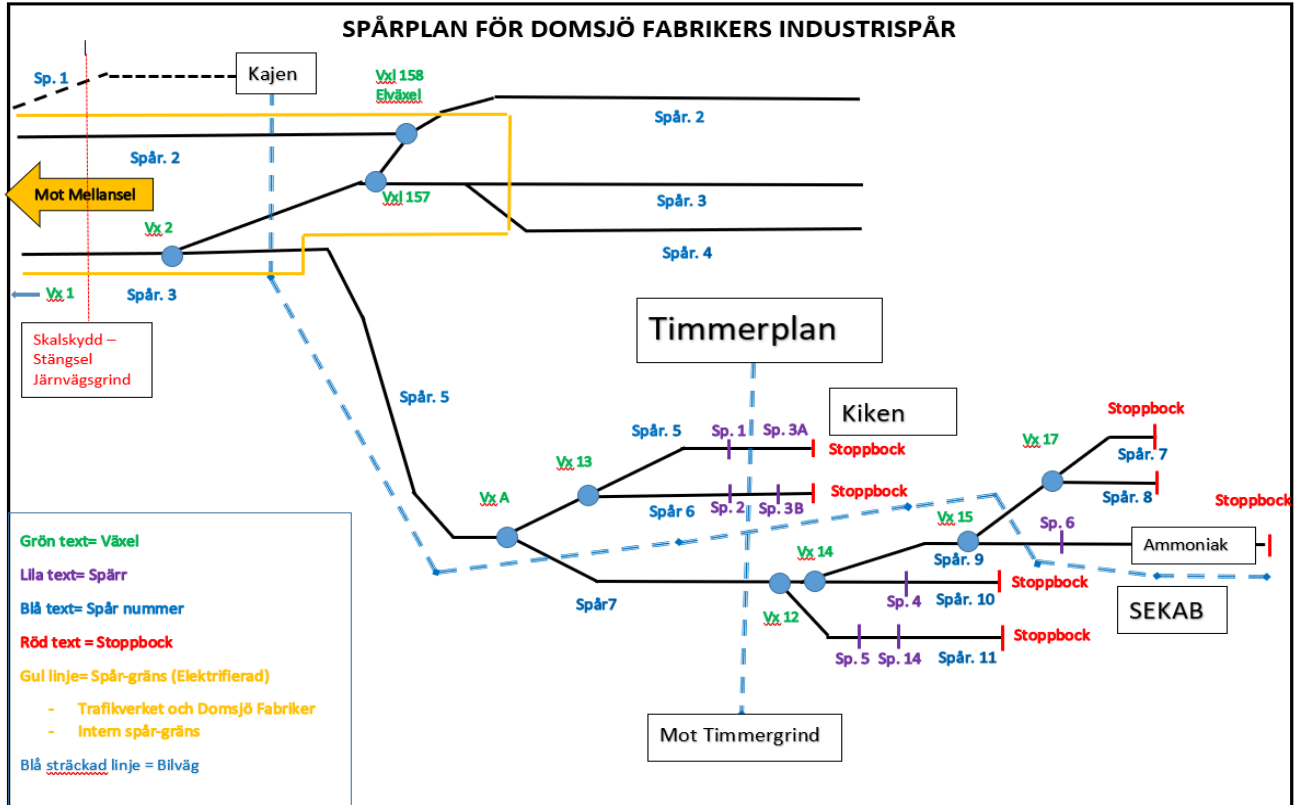 SPÅRPLAN FÖR DOMSJÖ FABRIKERS INDUSTRISPÅR
Sp. 1
Kajen
Vxl 158
Elväxel
Spår. 2
Spår. 2
Mot Mellansel
Vxl 157
Spår. 3
Vx 2
Spår. 4
Vx 1
Spår. 3
Skalskydd –
Stängsel
Järnvägsgrind
Timmerplan
Spår. 5
Kiken
Stoppbock
Spår. 5
Sp. 1
Sp. 3A
Stoppbock
Vx 17
Spår. 7
Vx 13
Vx A
Spår 6
Sp. 2
Sp. 3B
Stoppbock
Spår. 8
Stoppbock
Vx 15
Sp. 6
Ammoniak
Vx 14
Spår. 9
Spår7
Sp. 4
Spår. 10
Stoppbock
SEKAB
Vx 12
Sp. 5
Sp. 14
Spår. 11
Stoppbock
Mot Timmergrind
Grön text= Växel
Lila text= Spärr
Blå text= Spår nummer
Röd text = Stoppbock
Gul linje= Spår-gräns (Elektrifierad)
- Trafikverket och Domsjö Fabriker
- Intern spår-gräns
Blå sträckad linje = Bilväg